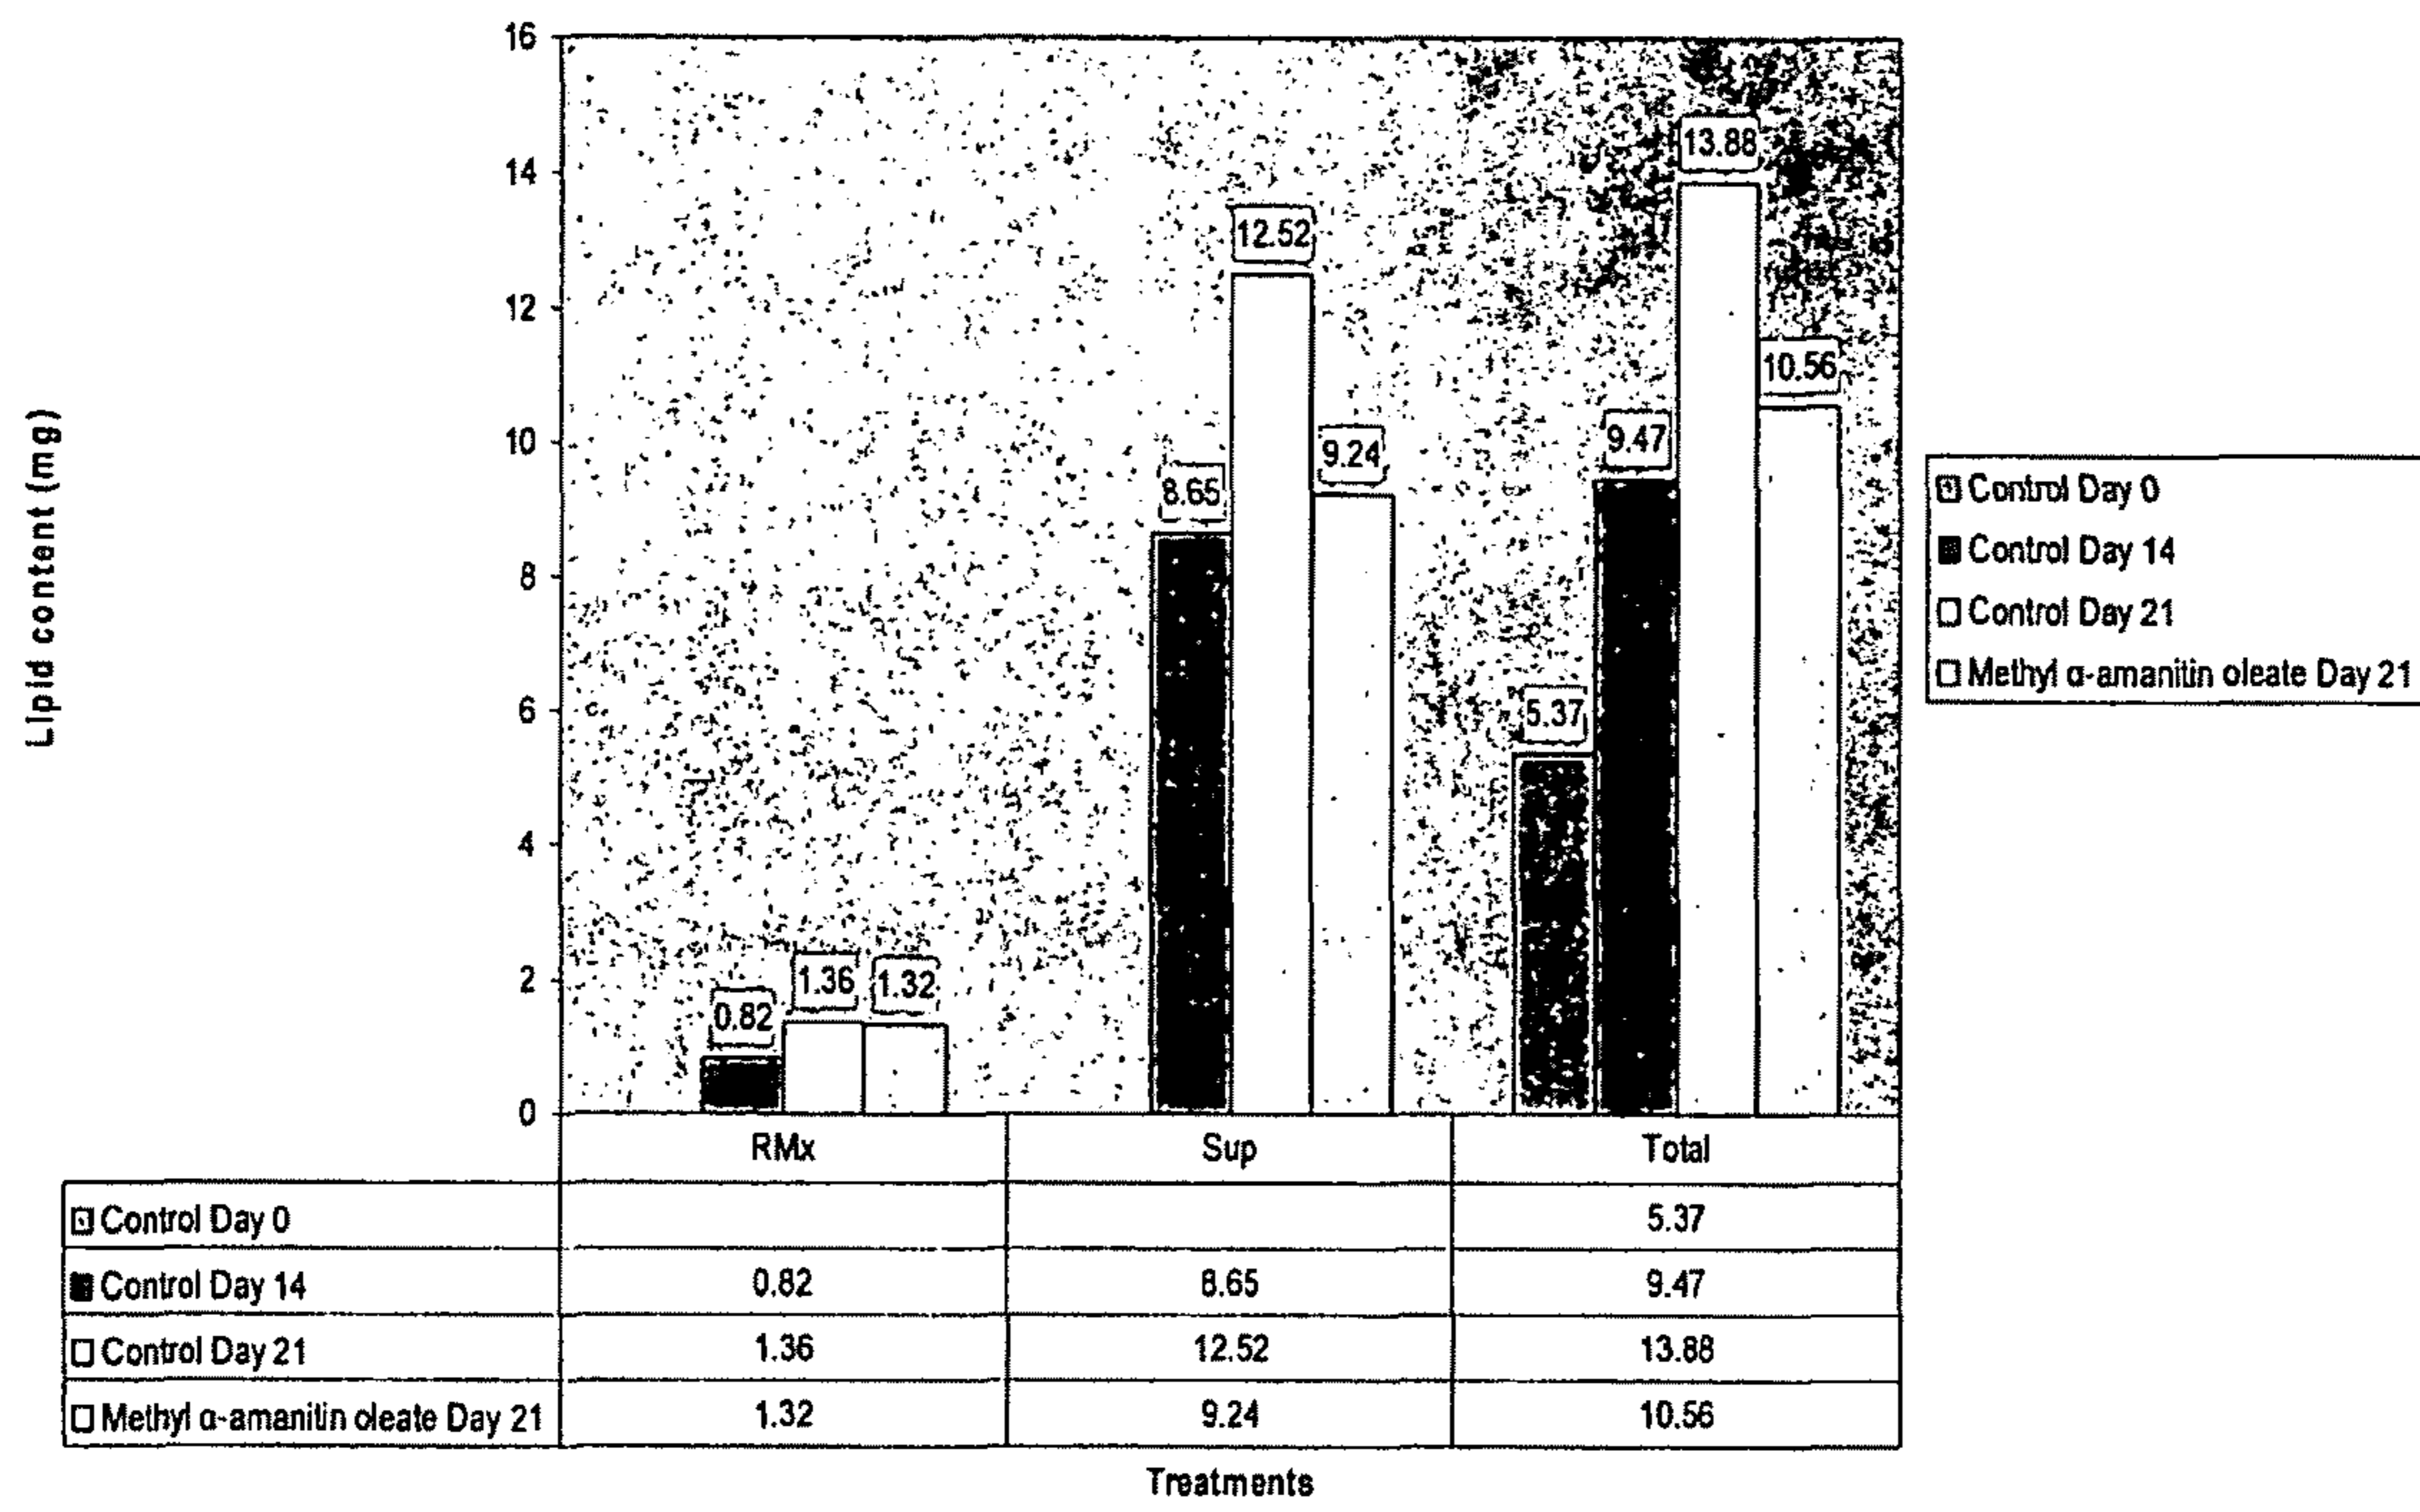 Lipid content (mg)
16
14
12
10
8
6
4
2
0
0.82
1.36
1.32
8.65
12.52
9.24
5.37
9.47
13.88
10.56
Control Day 0
Control Day 14
Control Day 21
Methyl α-amanitin oleate Day 21
RMx Sup Total
Control Day 0 5.37
Control Day 14 0.82 8.65 9.47
Control Day 21 1.36 12.52 13.88
Methyl α-amanitin oleate Day 21 1.32 9.24 10.56
Treatments